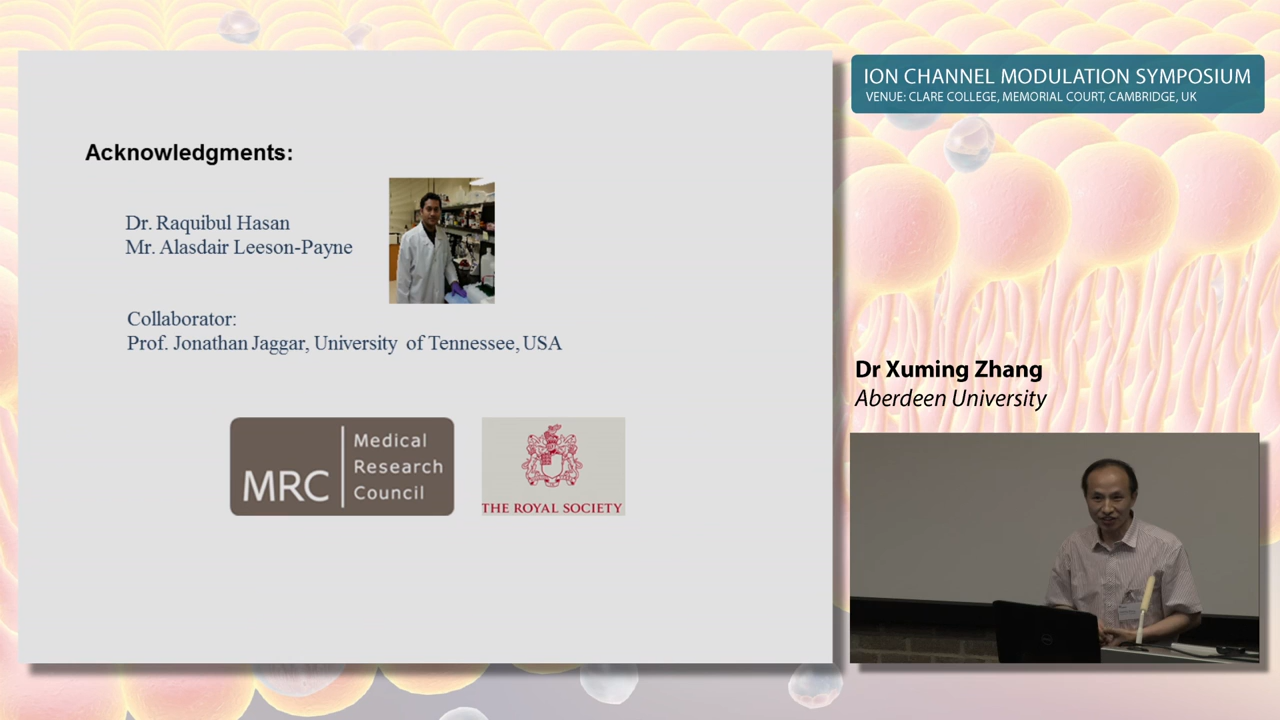 Acknowledgments:
Dr. Raquibul Hasan
Mr. Alasdair Leeson-Payne
Collaborator:
Prof. Jonathan Jaggar, University of Tennessee, USA
MRC
Medical
Research
Council
THE ROYAL SOCIETY
ION CHANNEL MODULATION SYMPOSIUM
VENUE: CLARE COLLEGE, MEMORIAL COURT, CAMBRIDGE, UK
Dr Xuming Zhang
Aberdeen University